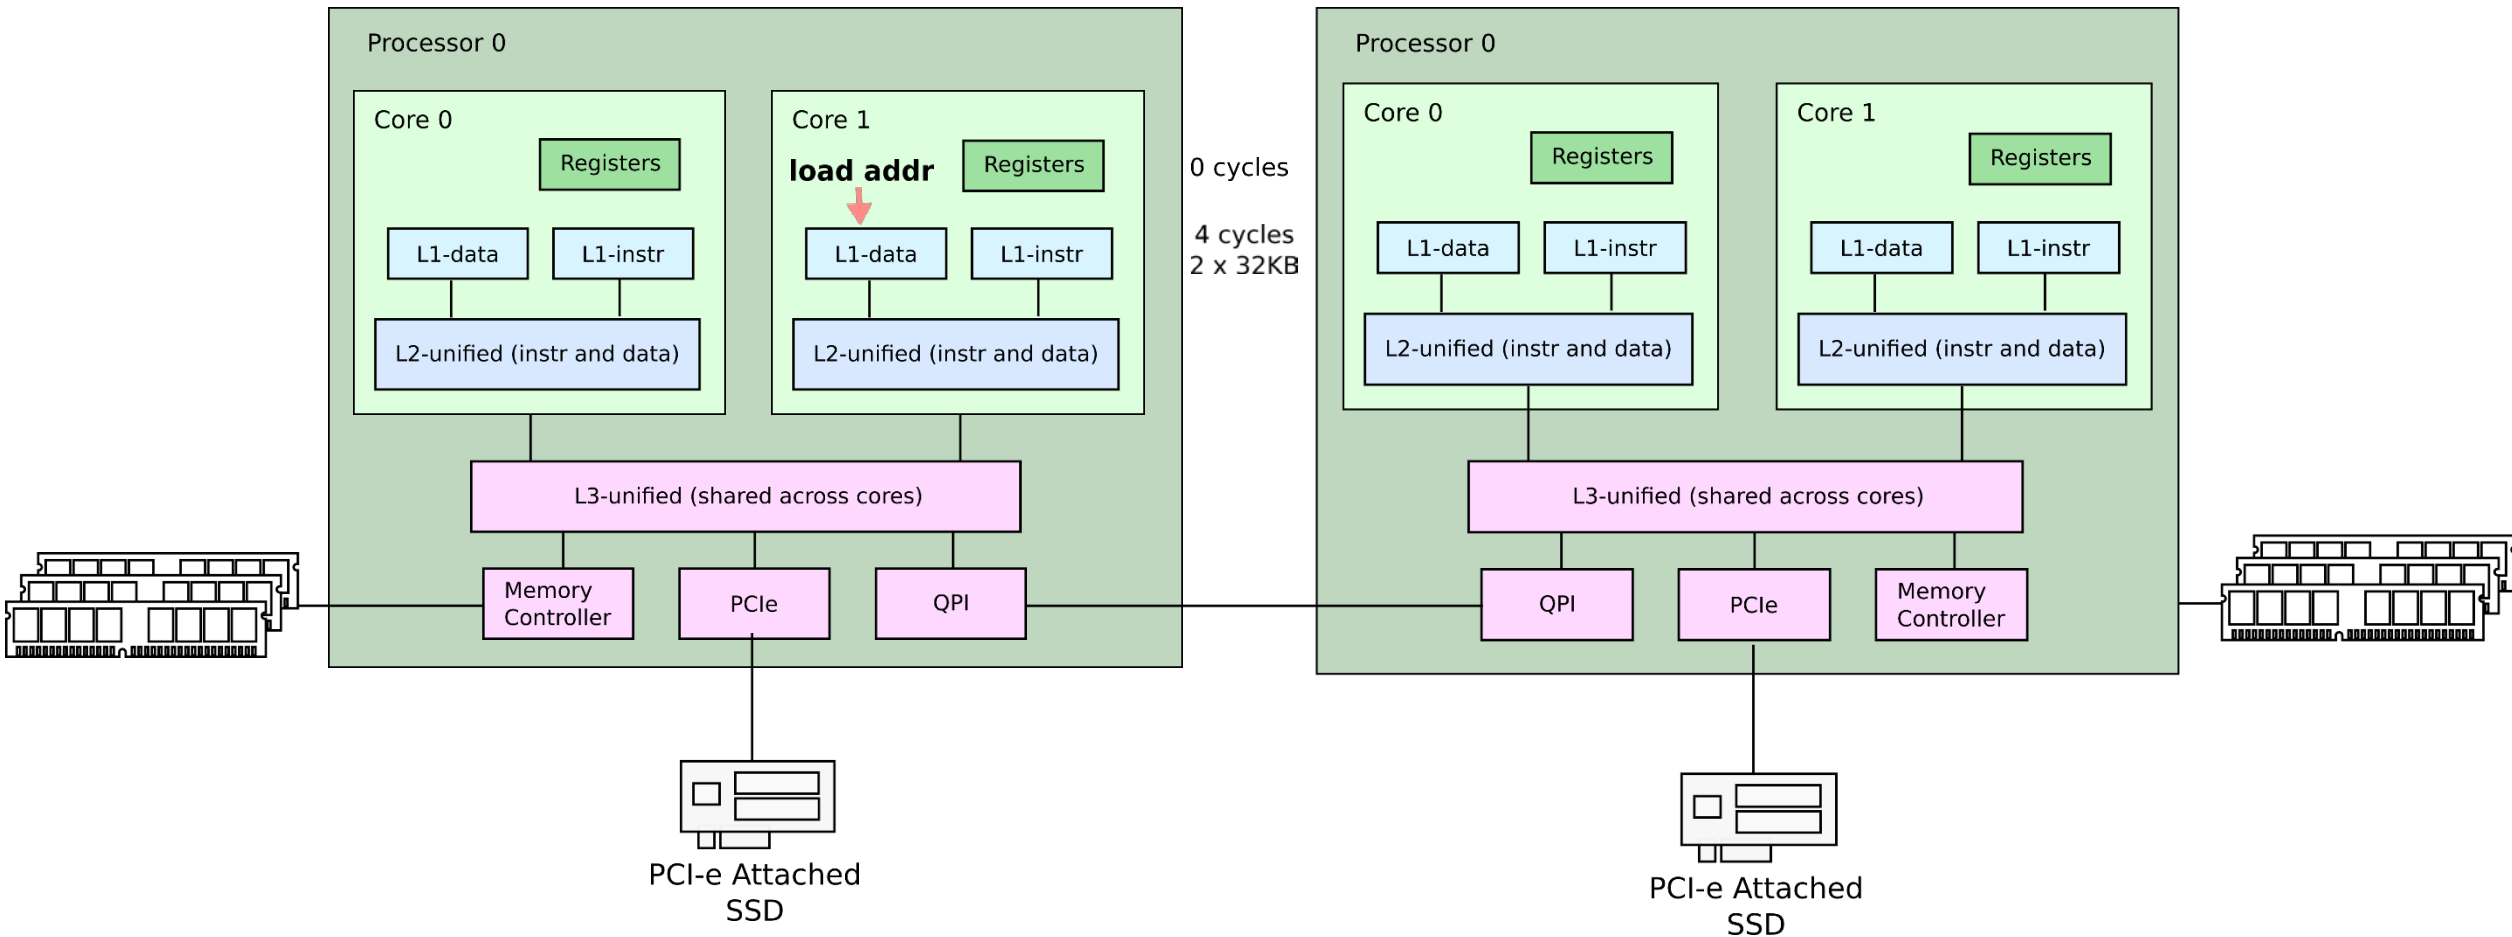 Processor 0
Core 0
Registers
L1-data
L1-instr
L2-unified (instr and data)
Core 1
load addr
Registers
L1-data
L1-instr
L2-unified (instr and data)
L3-unified (shared across cores)
Memory
Controller
PCIe
QPI
PCI-e Attached
SSD
0 cycles
4 cycles
2 x 32KB
Processor 0
Core 0
Registers
L1-data
L1-instr
L2-unified (instr and data)
Core 1
Registers
L1-data
L1-instr
L2-unified (instr and data)
L3-unified (shared across cores)
QPI
PCIe
Memory
Controller
PCI-e Attached
SSD